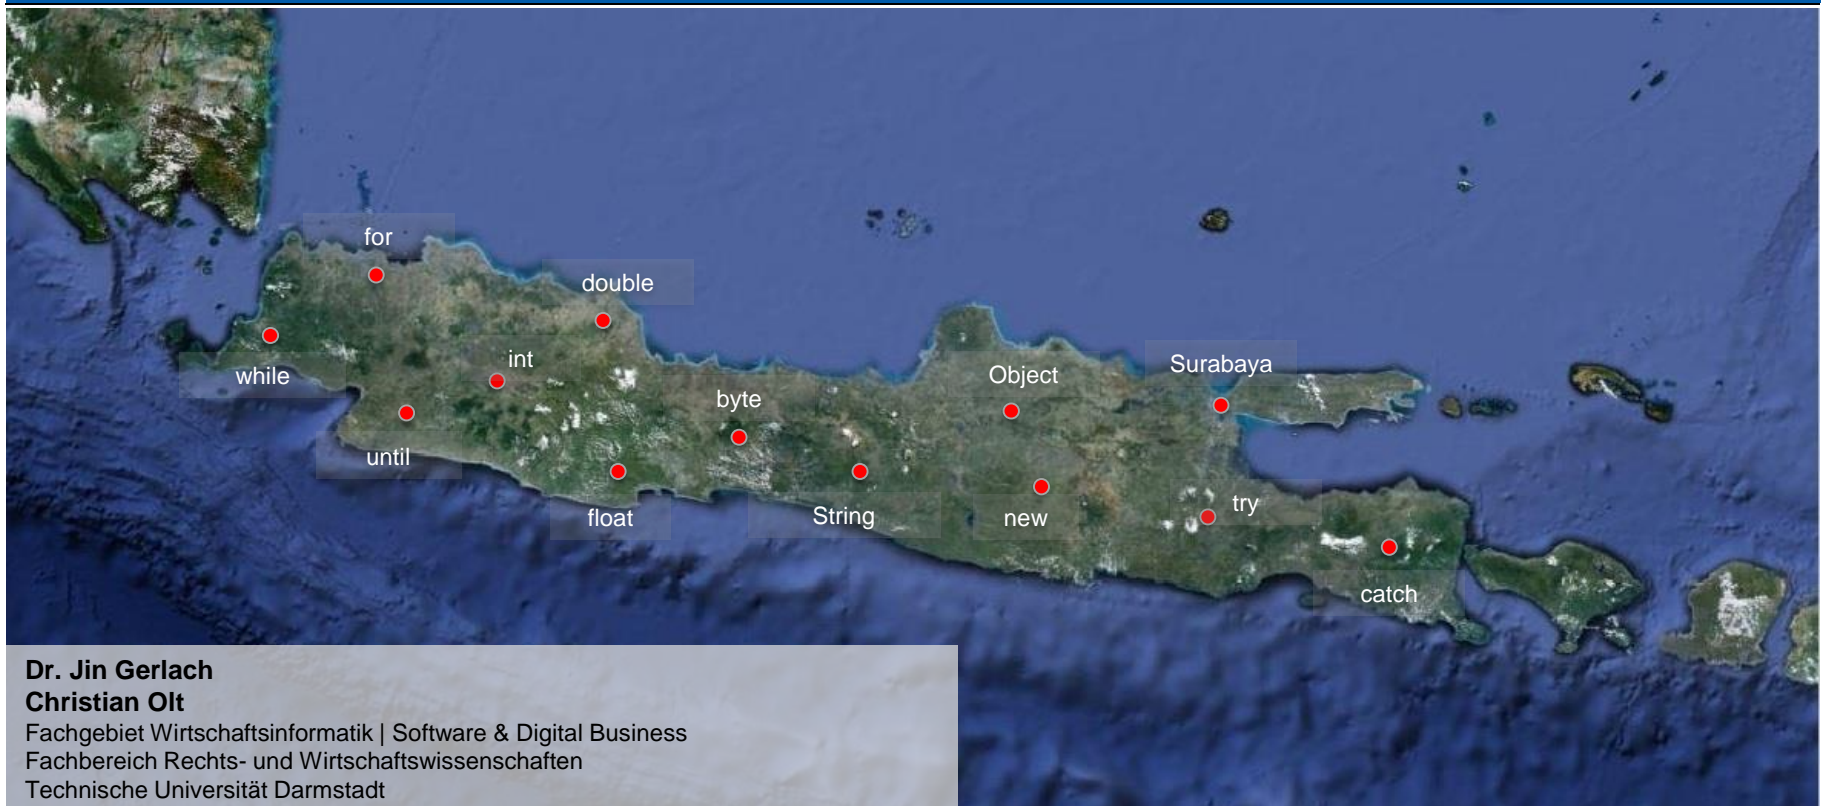 for
double
while
int
until
byte
float
String
Object
new
Surabaya
try
catch
Dr. Jin Gerlach
Christian Olt
Fachgebiet Wirtschaftsinformatik | Software & Digital Business
Fachbereich Rechts- und Wirtschaftswissenschaften
Technische Universität Darmstadt